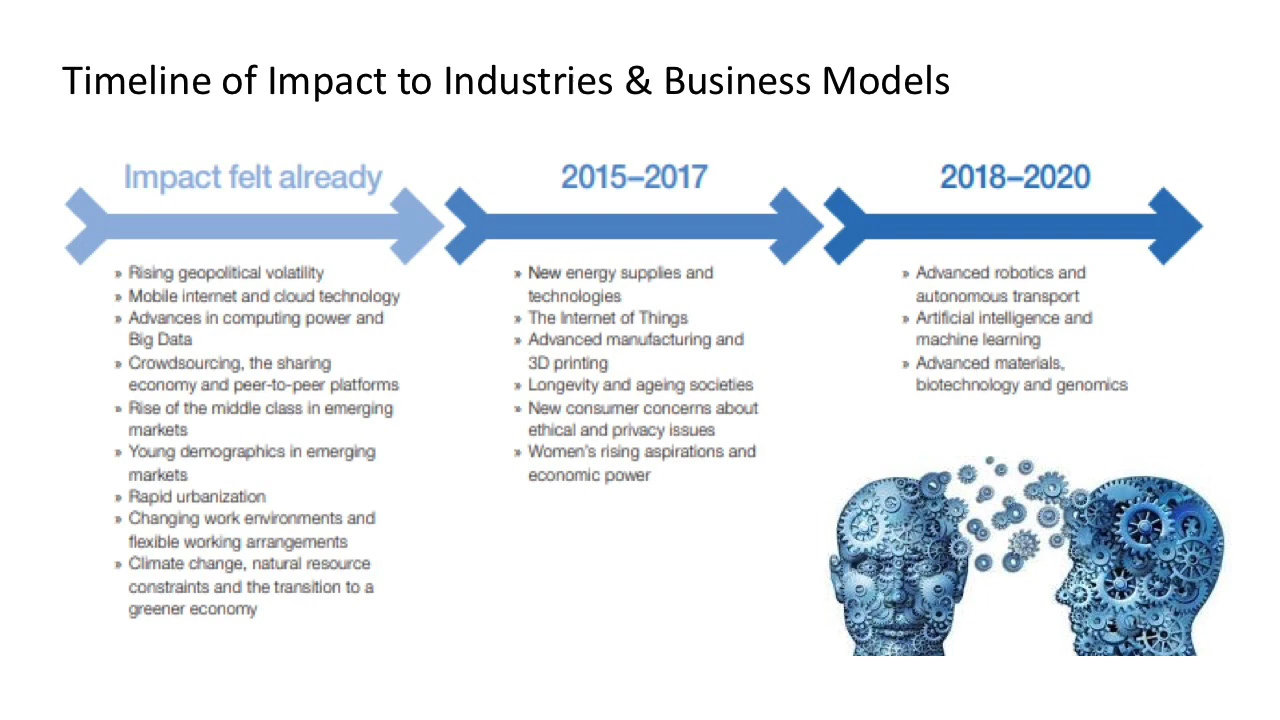 Timeline of Impact to Industries & Business Models
Impact felt already
» Rising geopolitical volatility
» Mobile internet and cloud technology
» Advances in computing power and
Big Data
» Crowdsourcing, the sharing
economy and peer-to-peer platforms
» Rise of the middle class in emerging
markets
» Young demographics in emerging
markets
» Rapid urbanization
» Changing work environments and
flexible working arrangements
» Climate change, natural resource
constraints and the transition to a
greener economy
2015–2017
» New energy supplies and
technologies
» The Internet of Things
» Advanced manufacturing and
3D printing
» Longevity and ageing societies
» New consumer concerns about
ethical and privacy issues
» Women's rising aspirations and
economic power
2018–2020
» Advanced robotics and
autonomous transport
» Artificial intelligence and
machine learning
» Advanced materials,
biotechnology and genomics